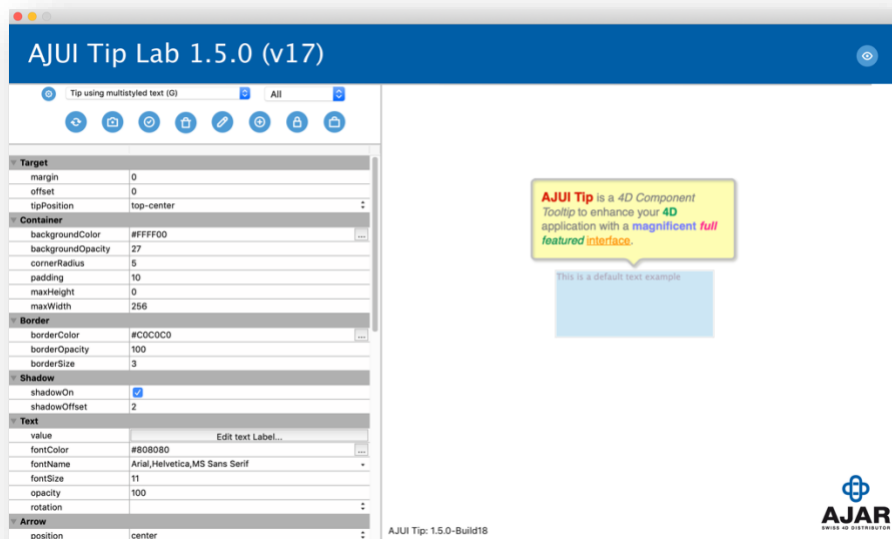 AJUI Tip Lab 1.5.0 (v17)
Tip using multistyled text (G)
All
Target
margin 0
offset 0
tipPosition top-center
Container
backgroundColor #FFFF00 ...
backgroundOpacity 27
cornerRadius 5
padding 10
maxHeight 0
maxWidth 256
Border
borderColor #C0C0C0 ...
borderOpacity 100
borderSize 3
Shadow
shadowOn
shadowOffset 2
Text
value Edit text Label...
fontColor #808080 ...
fontName Arial,Helvetica,MS Sans Serif
fontSize 11
opacity 100
rotation
Arrow
position center
AJUI Tip is a 4D Component
Tooltip to enhance your 4D
application with a magnificent full
featured interface.
This is a default text example
AJUI Tip: 1.5.0-Build18
AJAR
SWISS 4D DISTRIBUTOR